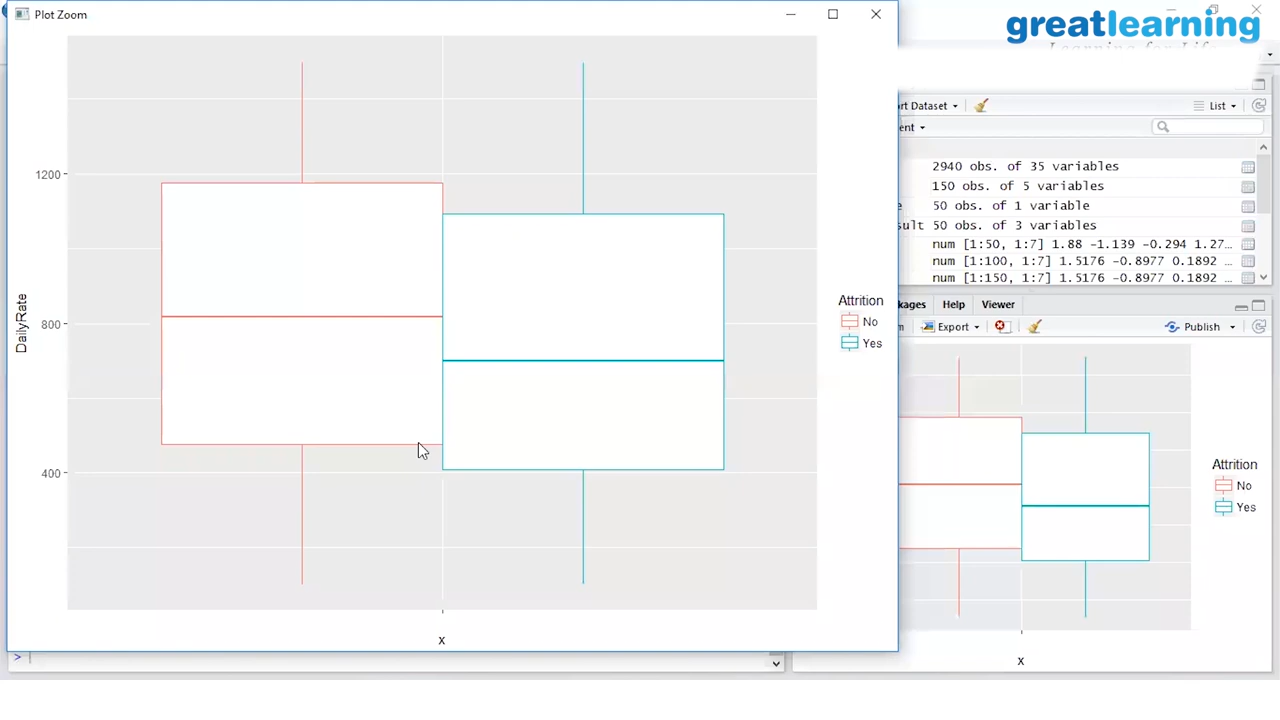 Plot Zoom
greatlearning
Learning for Life
rt Dataset
List
ent
2940 obs. of 35 variables
150 obs. of 5 variables
e 50 obs. of 1 variable
sult 50 obs. of 3 variables
num [1:50, 1:7] 1.88 -1.139 -0.294 1.27...
num [1:100, 1:7] 1.5176 -0.8977 0.1892 ...
num [1:150, 1:7] 1.5176 -0.8977 0.1892 ...
kages Help Viewer
m Export Publish
1200
800
400
DailyRate
x
Attrition
No
Yes
Attrition
No
Yes
x
>